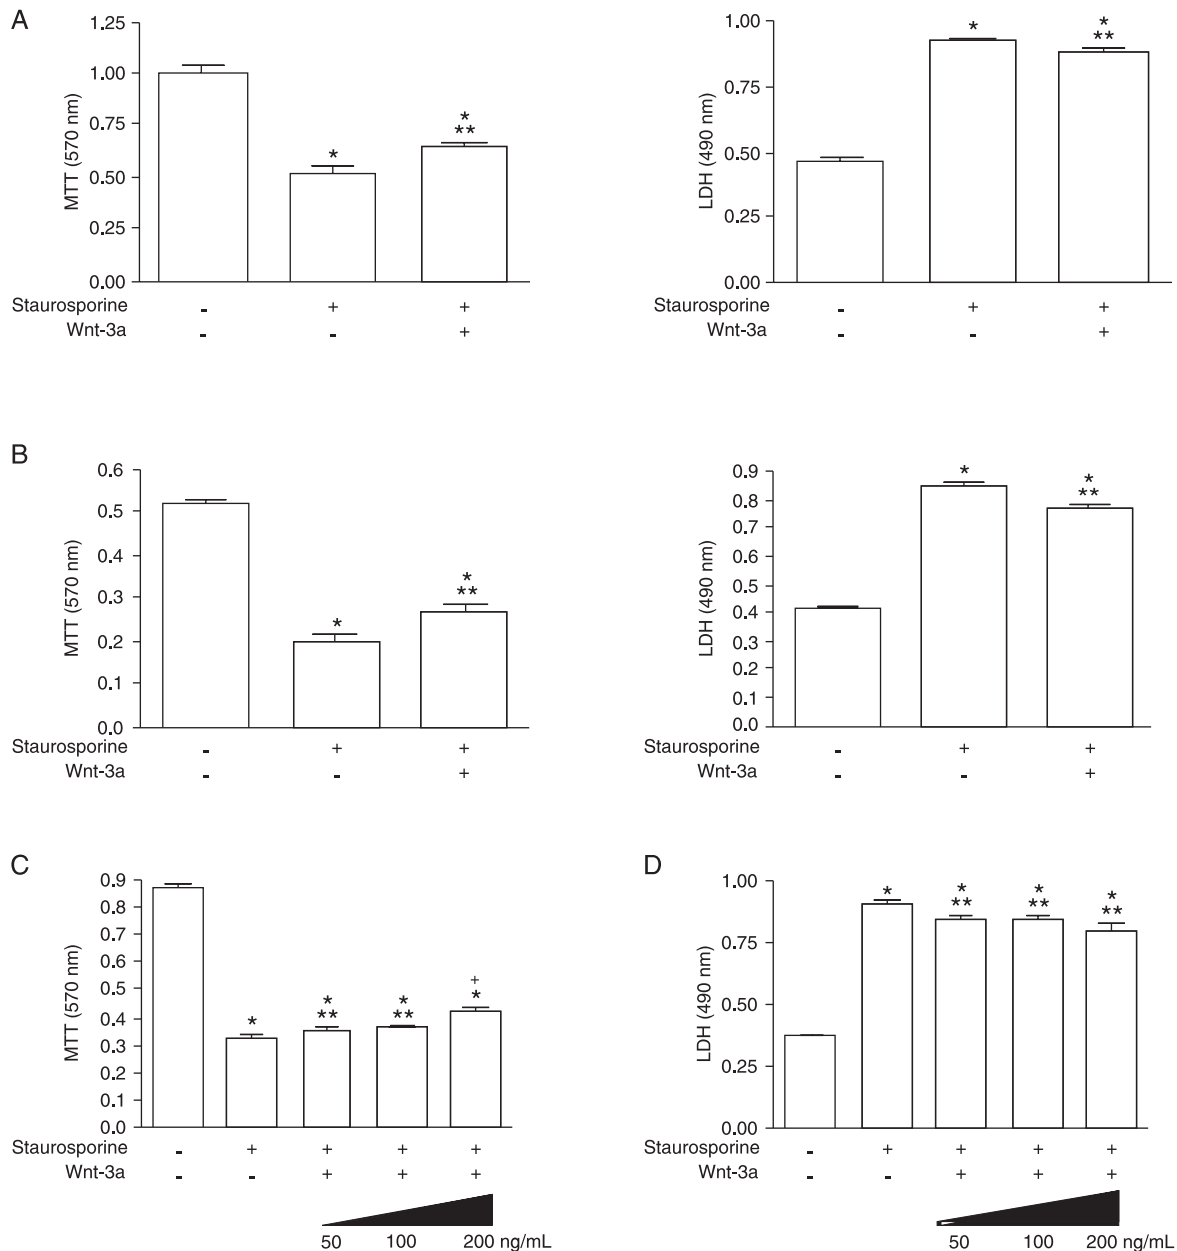 A
MTT (570 nm)
1.25
1.00
0.75
0.50
0.25
0.00
*
*
**
Staurosporine - + +
Wnt-3a - - +
LDH (490 nm)
1.00
0.75
0.50
0.25
0.00
*
*
**
Staurosporine - + +
Wnt-3a - - +
B
MTT (570 nm)
0.6
0.5
0.4
0.3
0.2
0.0
*
*
**
Staurosporine - + +
Wnt-3a - - +
LDH (490 nm)
0.9
0.8
0.7
0.6
0.5
0.4
0.3
0.2
0.1
0.0
*
*
**
Staurosporine - + +
Wnt-3a - - +
C
MTT (570 nm)
0.9
0.8
0.7
0.6
0.5
0.4
0.3
0.2
0.1
0.0
*
*
**
*
**
+
*
Staurosporine - + + + +
Wnt-3a - - + + +
50 100 200 ng/mL
D
LDH (490 nm)
1.00
0.75
0.50
0.25
0.00
*
*
**
*
**
*
**
Staurosporine - + + + +
Wnt-3a - - + + +
50 100 200 ng/mL